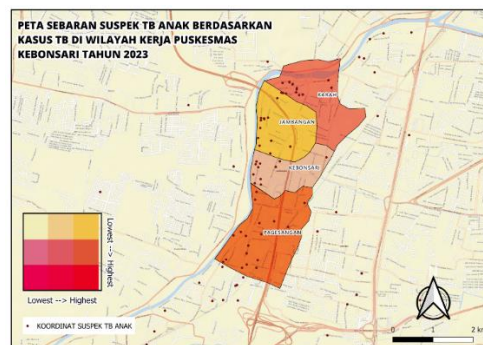 PETA SEBARAN SUSPEK TB ANAK BERDASARKAN
KASUS TB DI WILAYAH KERJA PUSKESMAS
KEBONSARI TAHUN 2023
KARAH
JAMBANGAN
KEBONSARI
PAGESANGAN
Lowest --> Highest
Lowest --> Highest
KOORDINAT SUSPEK TB ANAK
0 1 2 km